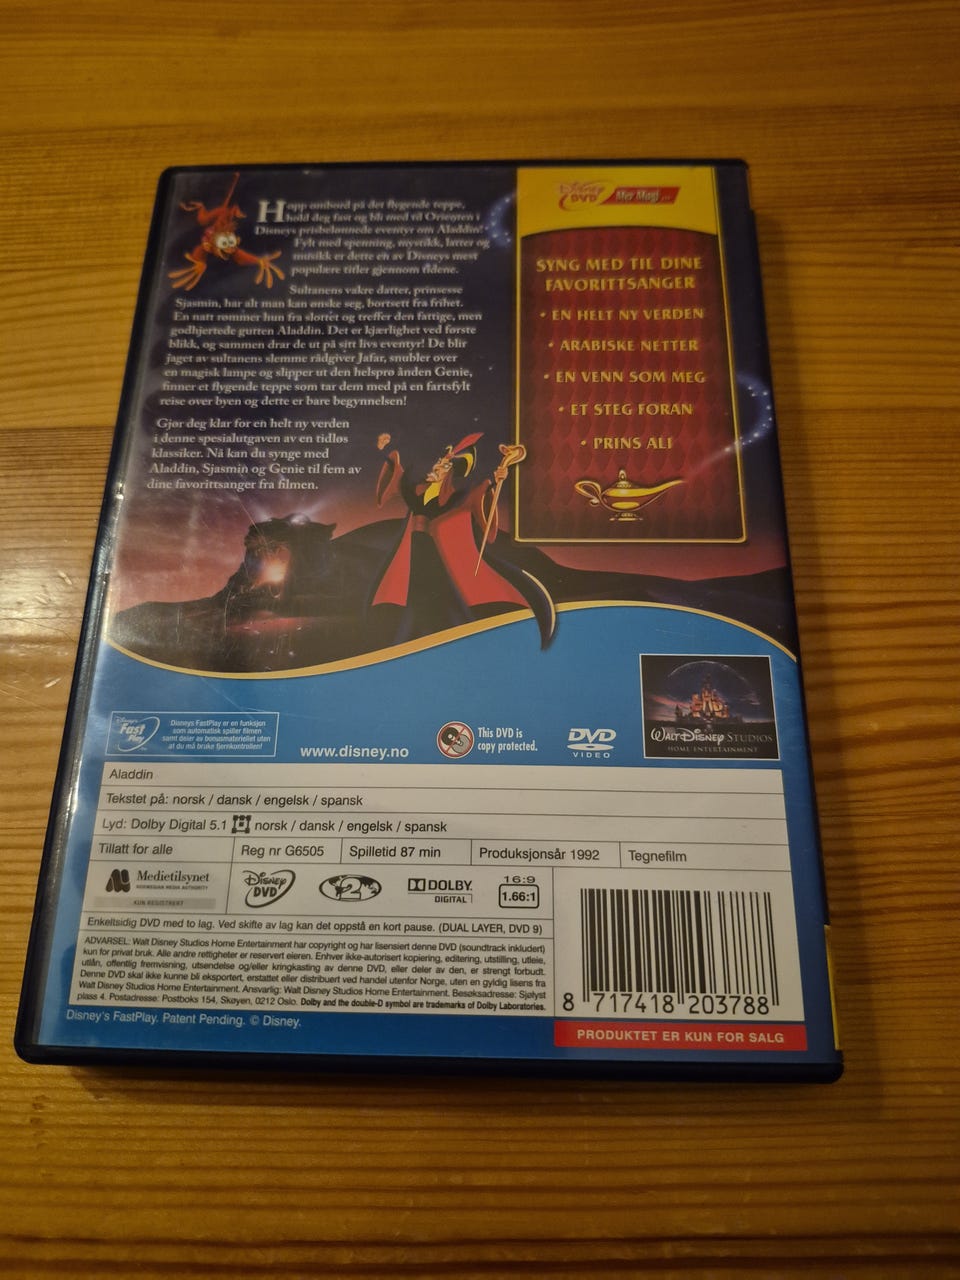 Hopp ombord på det flygende teppe,
hold deg fast og bli med til Orienten i
Disneys prisbelønnede eventyr om Aladdin!
Fylt med spenning, mystikk, latter og
musikk er dette en av Disneys mest
populære titler gjennom tidene.
Sultanens vakre datter, prinsesse
Sjasmin, har alt man kan ønske seg, bortsett fra frihet.
En natt rømmer hun fra slottet og treffer den fattige, men
godhjertede gutten Aladdin. Det er kjærlighet ved første
blikk, og sammen drar de ut på sitt livs eventyr! De blir
jaget av sultanens slemme rådgiver Jafar, snubler over
en magisk lampe og slipper ut den helspro ånden Genie,
finner et flygende teppe som tar dem med på en fartsfylt
reise over byen og dette er bare begynnelsen!
Gjør deg klar for en helt ny verden
i denne spesialutgaven av en tidløs
klassiker. Nå kan du synge med
Aladdin, Sjasmin og Genie til fem av
dine favorittsanger fra filmen.
Disney DVD Mer Magi...
SYNG MED TIL DINE
FAVORITTSANGER
• EN HELT NY VERDEN
• ARABISKE NETTER
• EN VENN SOM MEG
• ET STEG FORAN
• PRINS ALI
Disney's Fast Play
Disneys FastPlay er en funksjon
som automatisk spiller filmen
samt deler av bonusmaterialet uten
at du må bruke fjernkontrollen!
www.disney.no
This DVD is
copy protected.
DVD
VIDEO
WALT DISNEY STUDIOS
HOME ENTERTAINMENT
Aladdin
Tekstet på: norsk / dansk / engelsk / spansk
Lyd: Dolby Digital 5.1 norsk / dansk / engelsk / spansk
Tillatt for alle
Reg nr G6505
Spilletid 87 min
Produksjonsår 1992
Tegnefilm
Medietilsynet
NORWEGIAN MEDIA AUTHORITY
KUN REGISTRERT
Disney DVD
2
DOLBY
DIGITAL
16:9
1.66:1
Enkeltsidig DVD med to lag. Ved skifte av lag kan det oppstå en kort pause. (DUAL LAYER, DVD 9)
ADVARSEL: Walt Disney Studios Home Entertainment har copyright og har lisensiert denne DVD (soundtrack inkludert)
kun for privat bruk. Alle andre rettigheter er reservert eieren. Enhver ikke-autorisert kopiering, editering, utstilling, utleie,
utlån, offentlig fremvisning, utsendelse og/eller kringkasting av denne DVD, eller deler av den, er strengt forbudt.
Denne DVD skal ikke kunne bli eksportert, erstattet eller distribuert ved handel utenfor Norge, uten en gyldig lisens fra
Walt Disney Studios Home Entertainment. Ansvarlig: Walt Disney Studios Home Entertainment. Besøksadresse: Sjølyst
plass 4. Postadresse: Postboks 154, Skøyen, 0212 Oslo. Dolby and the double-D symbol are trademarks of Dolby Laboratories.
8 717418 203788
Disney's FastPlay. Patent Pending. © Disney.
PRODUKTET ER KUN FOR SALG